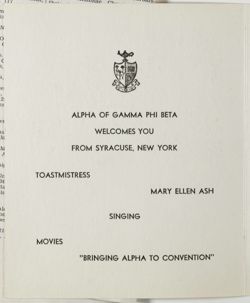 ALPHA OF GAMMA PHI BETA
WELCOMES YOU
FROM SYRACUSE, NEW YORK
TOASTMISTRESS
MARY ELLEN ASH
SINGING
MOVIES
"BRINGING ALPHA TO CONVENTION"